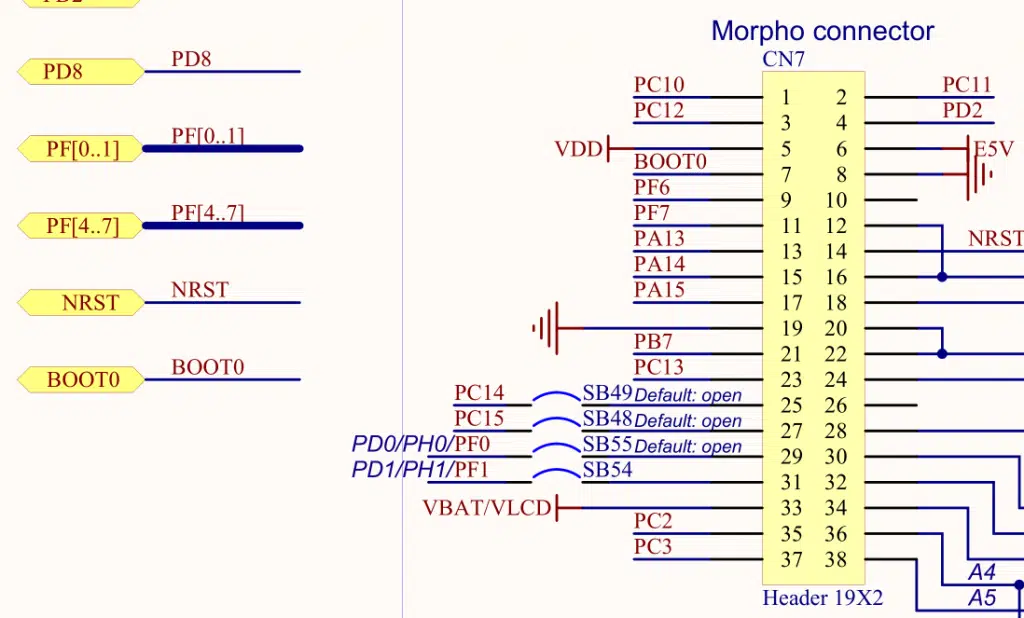 PD2
PD8 PD8
PF[0..1] PF[0..1]
PF[4..7] PF[4..7]
NRST NRST
BOOT0 BOOT0
Morpho connector
CN7
PC10 1 2 PC11
PC12 3 4 PD2
VDD 5 6 E5V
BOOT0 7 8
PF6 9 10
PF7 11 12
PA13 13 14 NRST
PA14 15 16
PA15 17 18
19 20
PB7 21 22
PC13 23 24
PC14 SB49 Default: open 25 26
PC15 SB48 Default: open 27 28
PD0/PH0/PF0 SB55 Default: open 29 30
PD1/PH1/PF1 SB54 31 32
VBAT/VLCD 33 34
PC2 35 36
PC3 37 38
A4
A5
Header 19X2